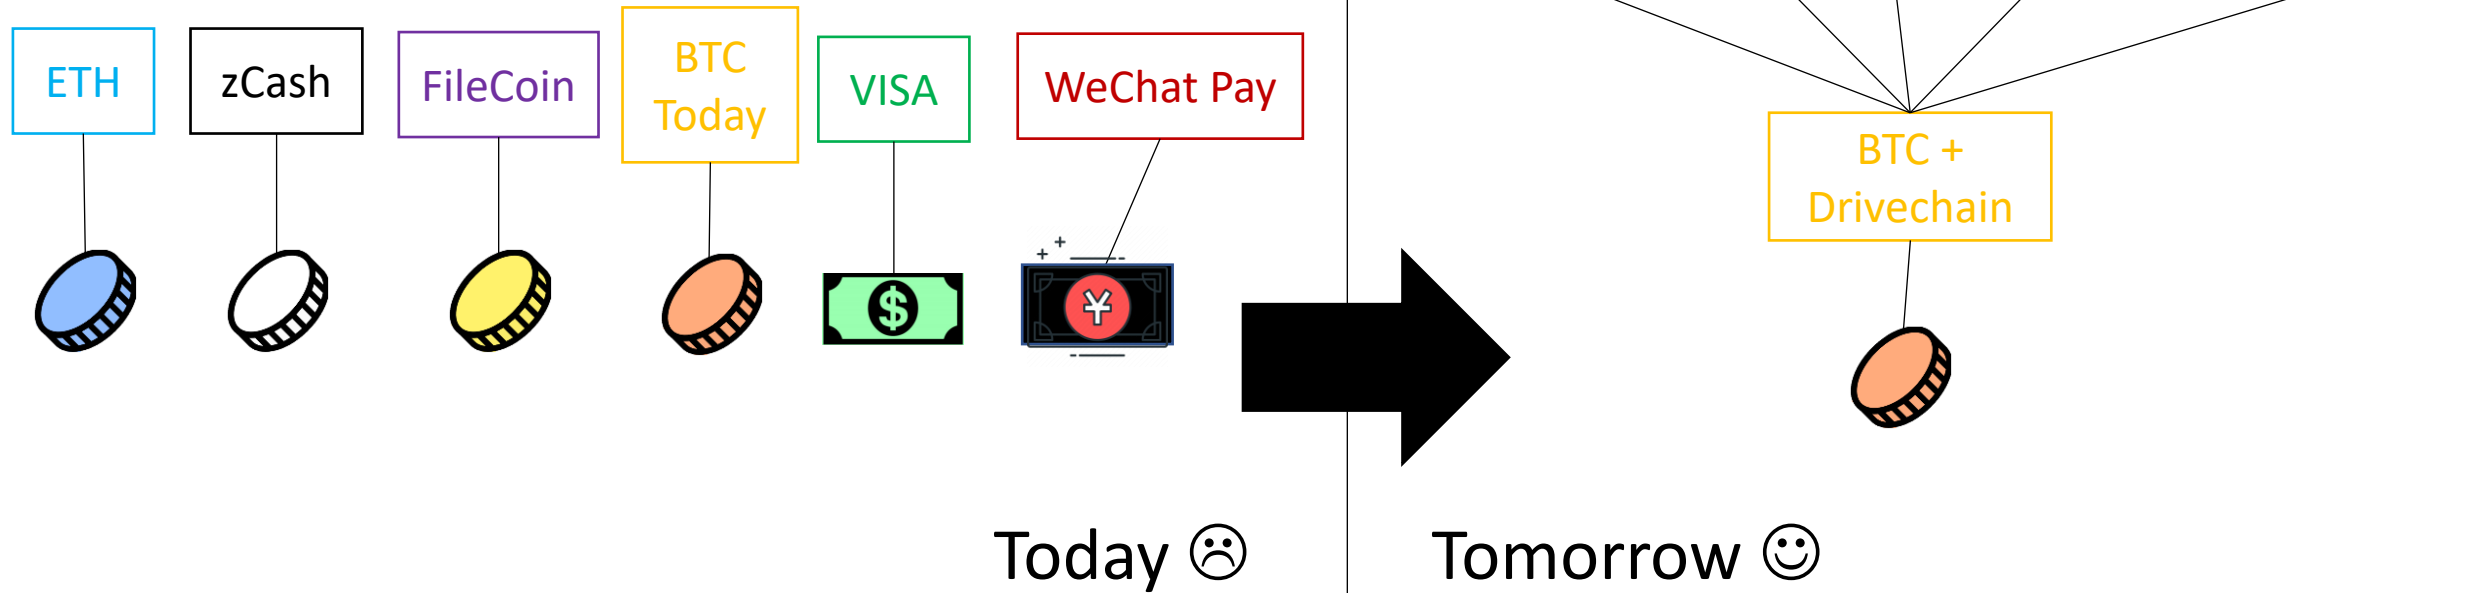 ETH
zCash
FileCoin
BTC
Today
VISA
WeChat Pay
$
¥
BTC +
Drivechain
Today ☹
Tomorrow ☺